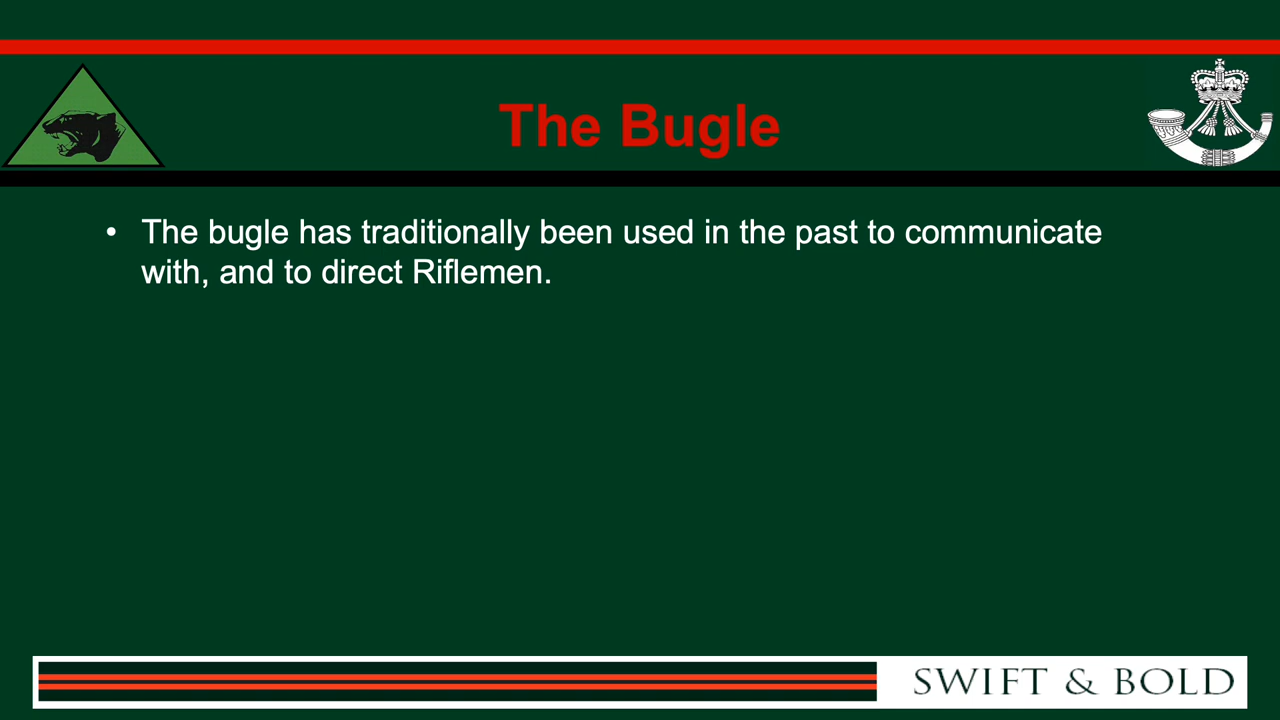 The Bugle
• The bugle has traditionally been used in the past to communicate
with, and to direct Riflemen.
SWIFT & BOLD